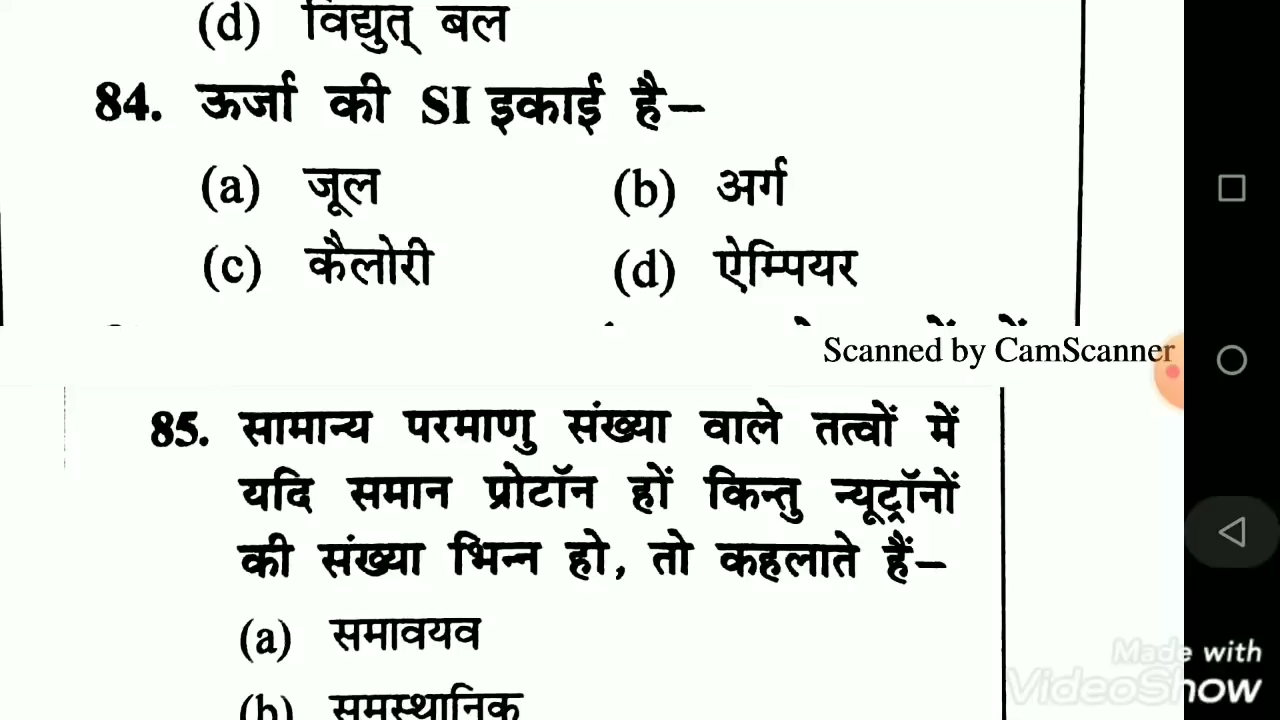 (d) विद्युत् बल
84. ऊर्जा की SI इकाई है–
(a) जूल (b) अर्ग
(c) कैलोरी (d) ऐम्पियर
Scanned by CamScanner
85. सामान्य परमाणु संख्या वाले तत्वों में
यदि समान प्रोटॉन हों किन्तु न्यूट्रॉनों
की संख्या भिन्न हो, तो कहलाते हैं–
(a) समावयव
(b) समस्थानिक
Made with
VideoShow